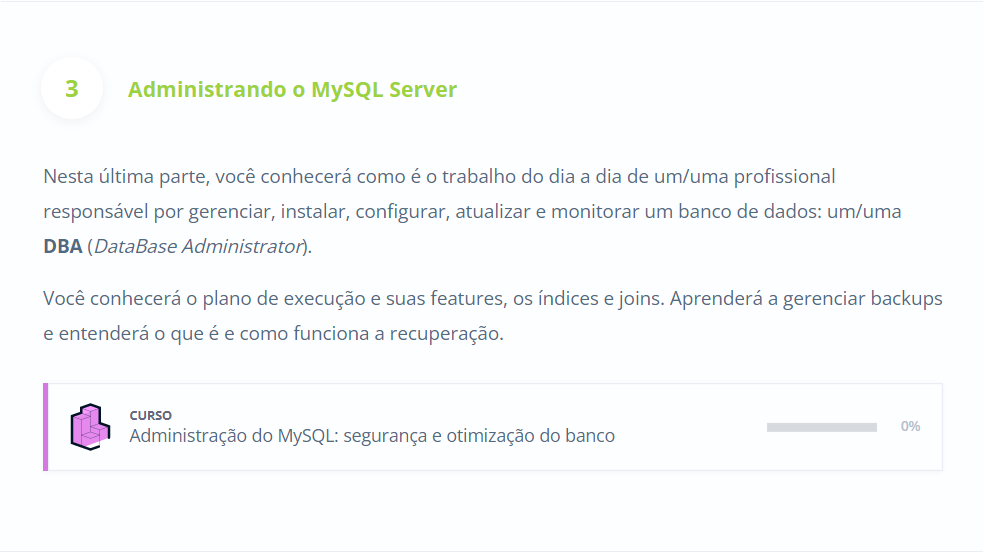 3
Administrando o MySQL Server
Nesta última parte, você conhecerá como é o trabalho do dia a dia de um/uma profissional
responsável por gerenciar, instalar, configurar, atualizar e monitorar um banco de dados: um/uma
DBA (DataBase Administrator).
Você conhecerá o plano de execução e suas features, os índices e joins. Aprenderá a gerenciar backups
e entenderá o que é e como funciona a recuperação.
CURSO
Administração do MySQL: segurança e otimização do banco
0%